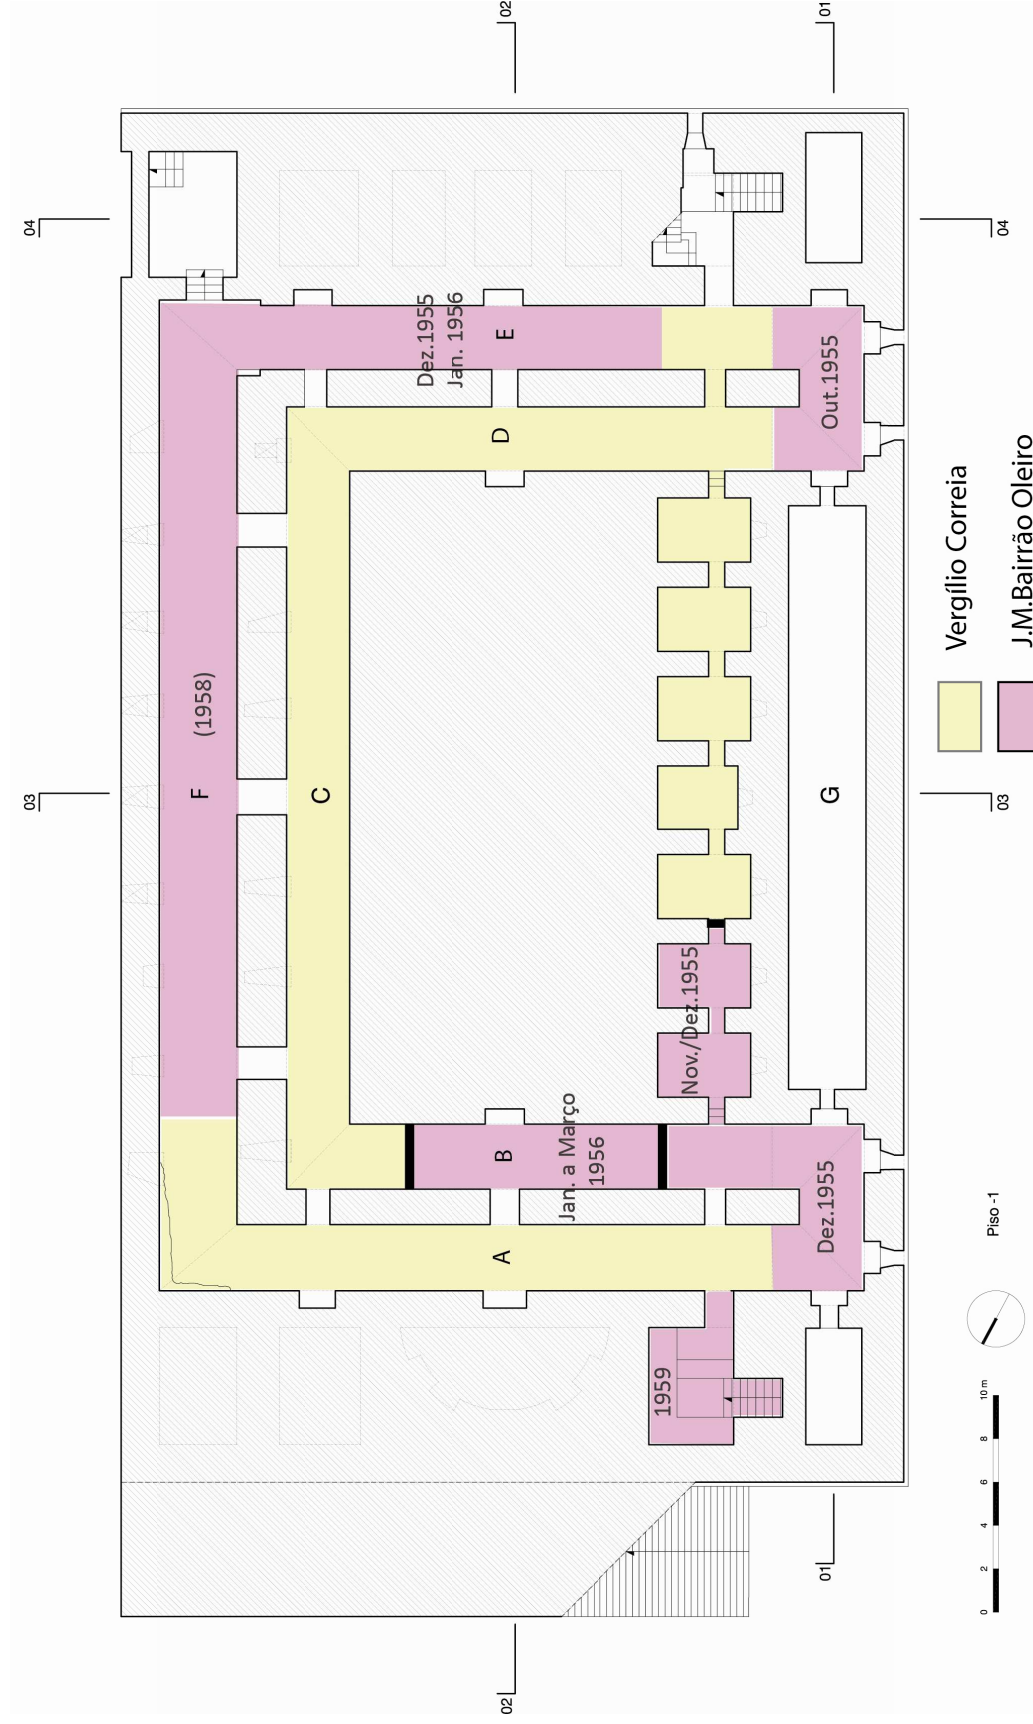 02
01
04
04
Dez.1955
Jan. 1956
E
Out.1955
D
Vergílio Correia
J.M.Bairrão Oleiro
(1958)
F
C
G
03
03
Nov./Dez.1955
B
Jan. a Março
1956
Dez.1955
A
1959
Piso -1
0 2 4 6 8 10 m
01
02